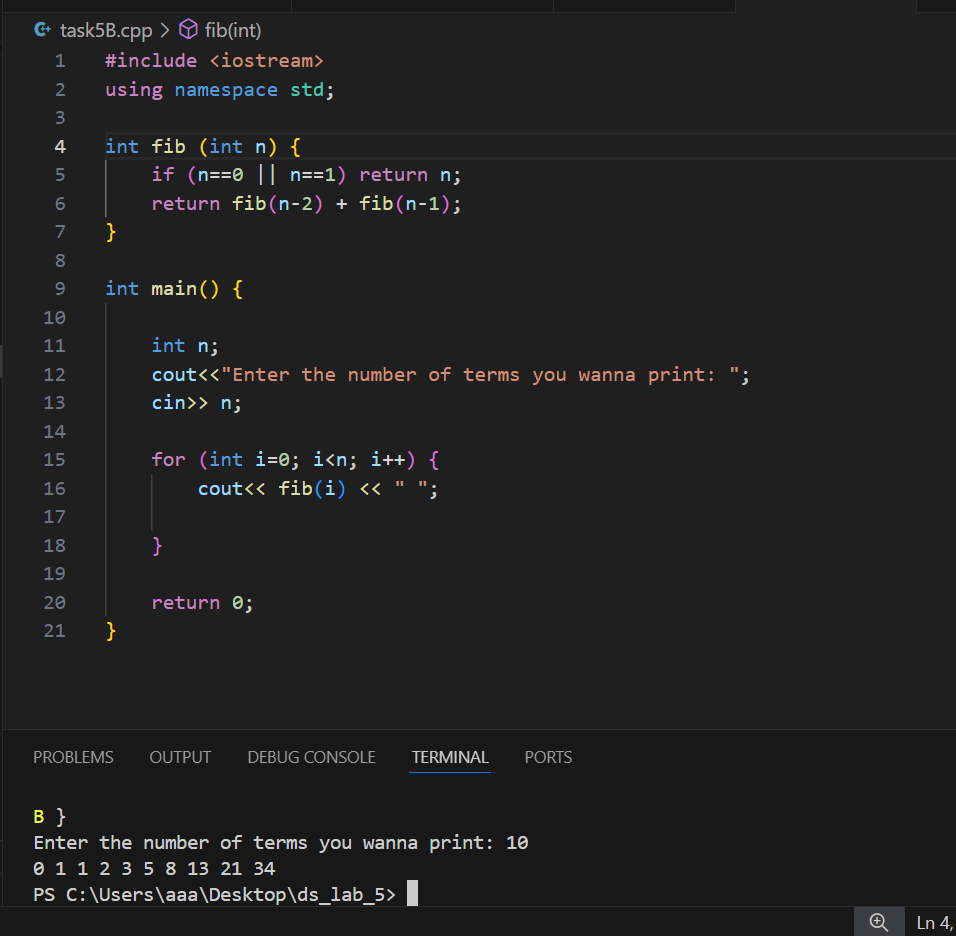 task5B.cpp > fib(int)
1 #include <iostream>
2 using namespace std;
3
4 int fib (int n) {
5     if (n==0 || n==1) return n;
6     return fib(n-2) + fib(n-1);
7 }
8
9 int main() {
10
11     int n;
12     cout<<"Enter the number of terms you wanna print: ";
13     cin>> n;
14
15     for (int i=0; i<n; i++) {
16         cout<< fib(i) << " ";
17
18     }
19
20     return 0;
21 }
PROBLEMS OUTPUT DEBUG CONSOLE TERMINAL PORTS
B }
Enter the number of terms you wanna print: 10
0 1 1 2 3 5 8 13 21 34
PS C:\Users\aaa\Desktop\ds_lab_5>
Ln 4,